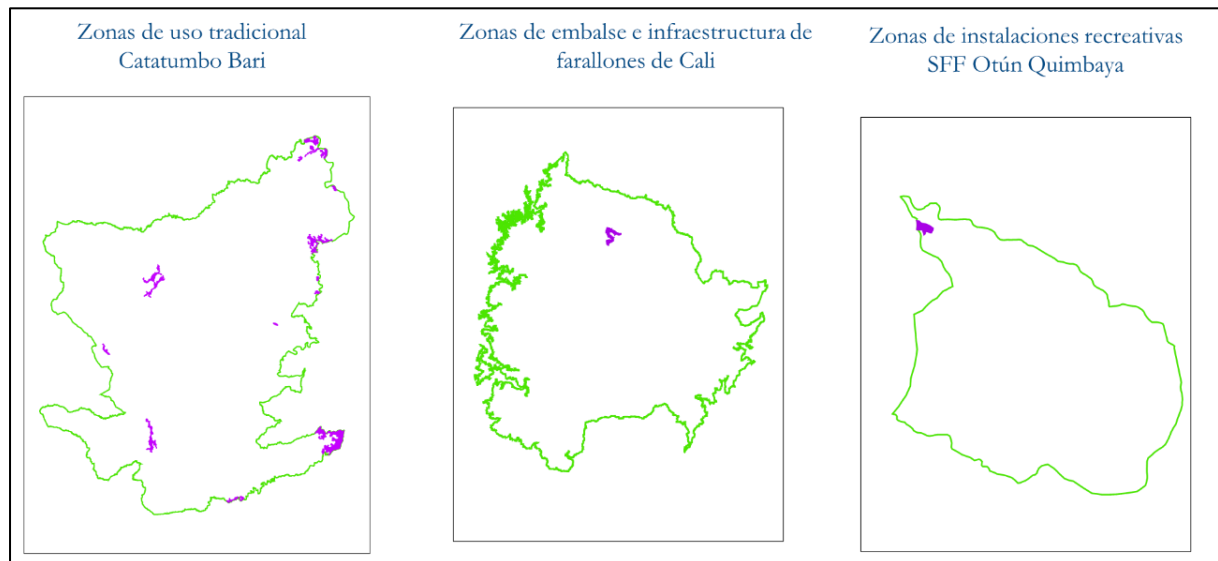 Zonas de uso tradicional
Catatumbo Bari
Zonas de embalse e infraestructura de
farallones de Cali
Zonas de instalaciones recreativas
SFF Otún Quimbaya